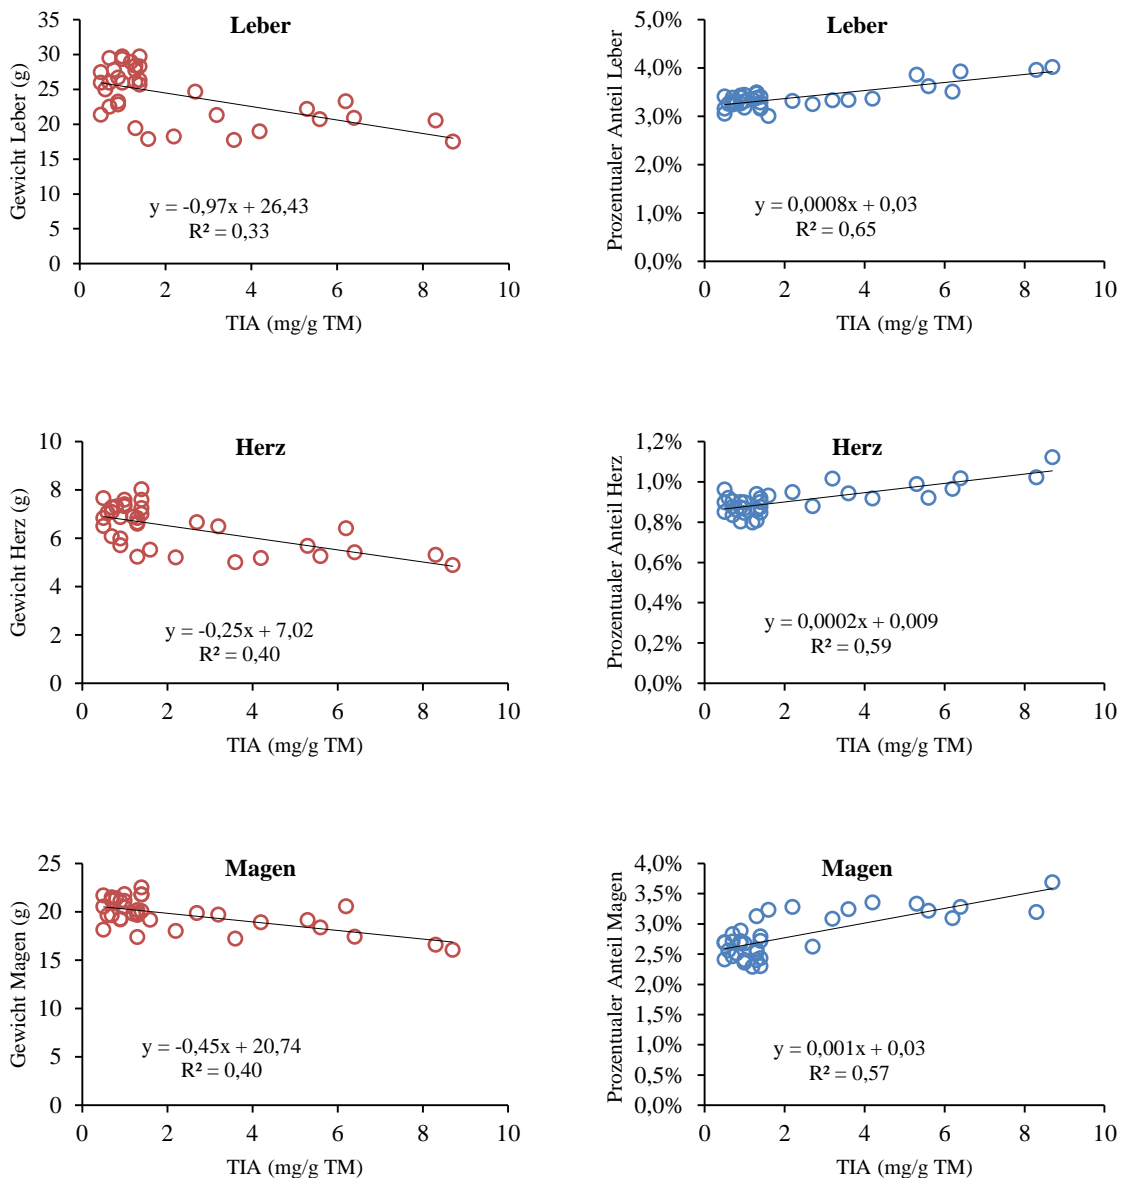 Leber
Gewicht Leber (g)
35
30
25
20
15
10
5
0
y = -0,97x + 26,43
R² = 0,33
0 2 4 6 8 10
TIA (mg/g TM)
Leber
Prozentualer Anteil Leber
5,0%
4,0%
3,0%
2,0%
1,0%
0,0%
y = 0,0008x + 0,03
R² = 0,65
0 2 4 6 8 10
TIA (mg/g TM)
Herz
Gewicht Herz (g)
10
8
6
4
2
0
y = -0,25x + 7,02
R² = 0,40
0 2 4 6 8 10
TIA (mg/g TM)
Herz
Prozentualer Anteil Herz
1,2%
1,0%
0,8%
0,6%
0,4%
0,2%
0,0%
y = 0,0002x + 0,009
R² = 0,59
0 2 4 6 8 10
TIA (mg/g TM)
Magen
Gewicht Magen (g)
25
20
15
10
5
0
y = -0,45x + 20,74
R² = 0,40
0 2 4 6 8 10
TIA (mg/g TM)
Magen
Prozentualer Anteil Magen
4,0%
3,5%
3,0%
2,5%
2,0%
1,5%
1,0%
0,5%
0,0%
y = 0,001x + 0,03
R² = 0,57
0 2 4 6 8 10
TIA (mg/g TM)